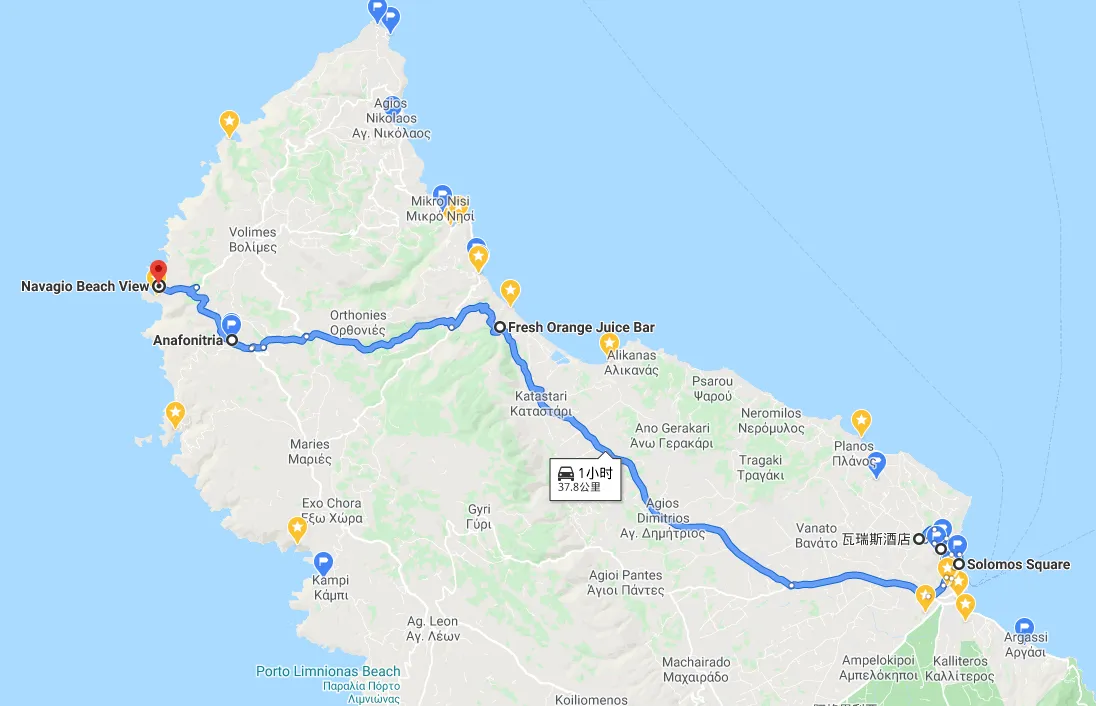 Agios
Nikolaos
Αγ. Νικόλαος
Mikro Nisi
Μικρό Νησί
Volimes
Βολίμες
Navagio Beach View
Orthonies
Ορθονιές
Fresh Orange Juice Bar
Anafonitria
Alikanas
Αλικανάς
Psarou
Ψαρού
Katastari
Καταστάρι
Neromilos
Νερόμυλος
Ano Gerakari
Άνω Γερακάρι
Maries
Μαριές
Planos
Πλάνος
Tragaki
Τραγάκι
1小时
37.8公里
Exo Chora
Έξω Χώρα
Gyri
Γύρι
Agios
Dimitrios
Αγ. Δημήτριος
Vanato
Βανάτο
瓦瑞斯酒店
Solomos Square
Kampi
Κάμπι
Agioi Pantes
Άγιοι Πάντες
Ag. Leon
Αγ. Λέων
Argassi
Αργάσι
Machairado
Μαχαιράδο
Ampelokipoi
Αμπελόκηποι
Kalliteros
Καλλίτερος
Porto Limnionas Beach
Παραλία Πόρτο
Λιμνιώνας
Koiliomenos